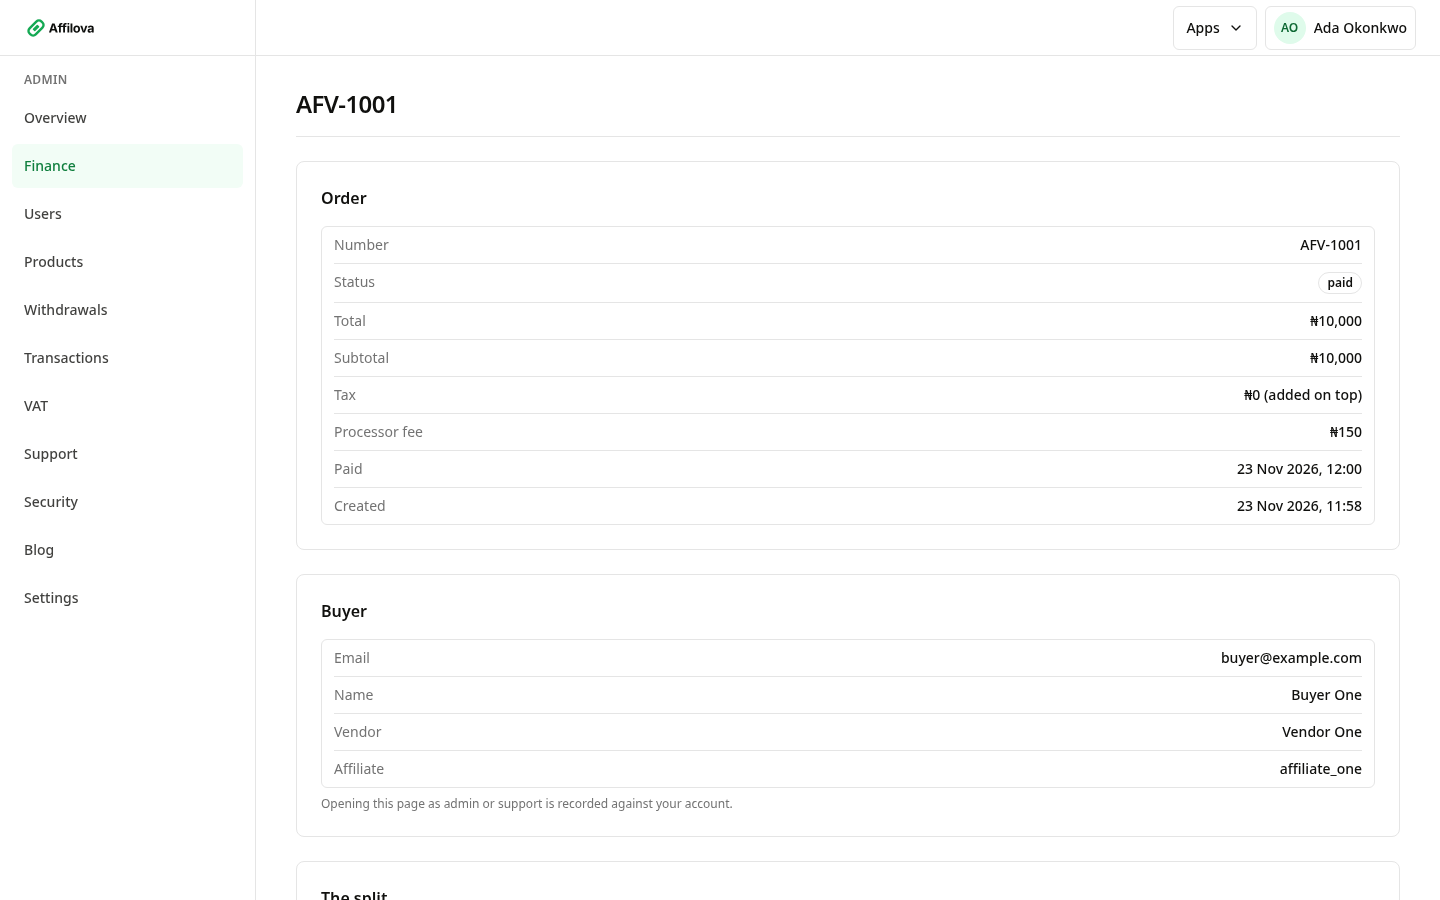 Affilova
Apps
AO
Ada Okonkwo
ADMIN
Overview
Finance
Users
Products
Withdrawals
Transactions
VAT
Support
Security
Blog
Settings
AFV-1001
Order
Number AFV-1001
Status paid
Total ₦10,000
Subtotal ₦10,000
Tax ₦0 (added on top)
Processor fee ₦150
Paid 23 Nov 2026, 12:00
Created 23 Nov 2026, 11:58
Buyer
Email buyer@example.com
Name Buyer One
Vendor Vendor One
Affiliate affiliate_one
Opening this page as admin or support is recorded against your account.
The split